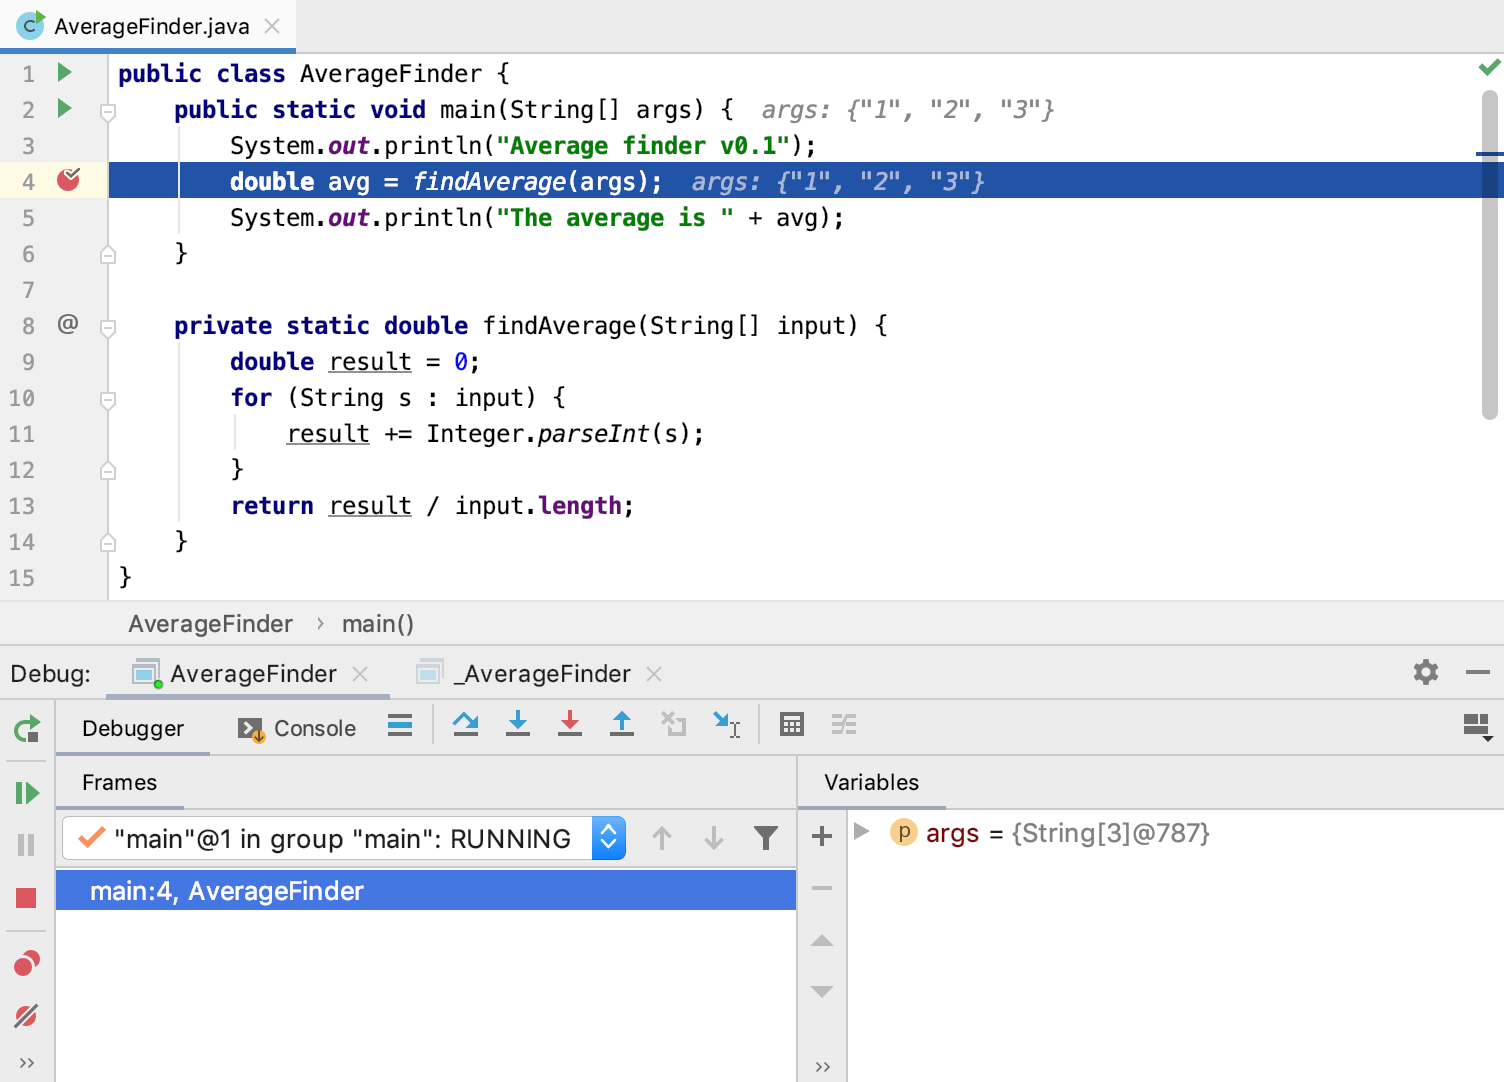 AverageFinder.java
1 public class AverageFinder {
2 public static void main(String[] args) { args: {"1", "2", "3"}
3 System.out.println("Average finder v0.1");
4 double avg = findAverage(args); args: {"1", "2", "3"}
5 System.out.println("The average is " + avg);
6 }
7
8 @ private static double findAverage(String[] input) {
9 double result = 0;
10 for (String s : input) {
11 result += Integer.parseInt(s);
12 }
13 return result / input.length;
14 }
15 }
AverageFinder › main()
Debug: AverageFinder _AverageFinder
Debugger Console
Frames Variables
"main"@1 in group "main": RUNNING
p args = {String[3]@787}
main:4, AverageFinder